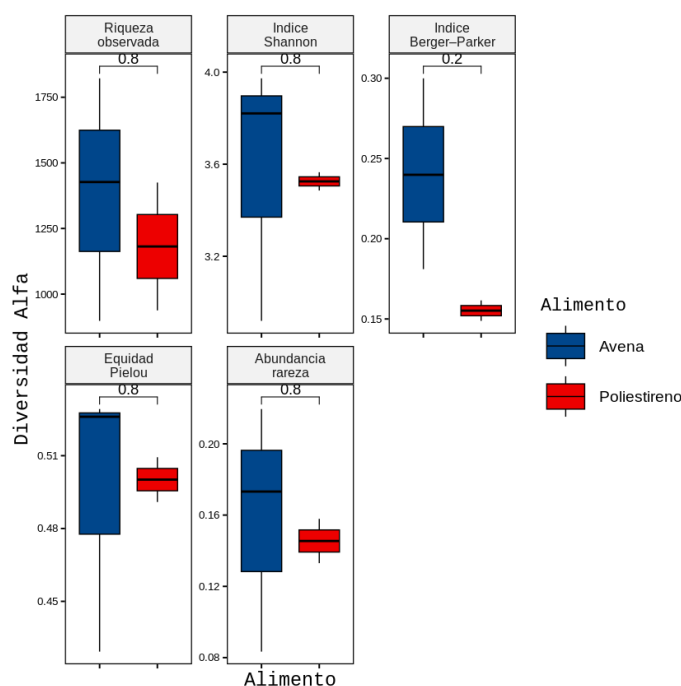 Riqueza
observada
Indice
Shannon
Indice
Berger–Parker
0.8
0.8
0.2
1750
1500
1250
1000
4.0
3.6
3.2
0.30
0.25
0.20
0.15
Diversidad Alfa
Equidad
Pielou
Abundancia
rareza
0.8
0.8
0.51
0.48
0.45
0.20
0.16
0.12
0.08
Alimento
Alimento
Avena
Poliestireno